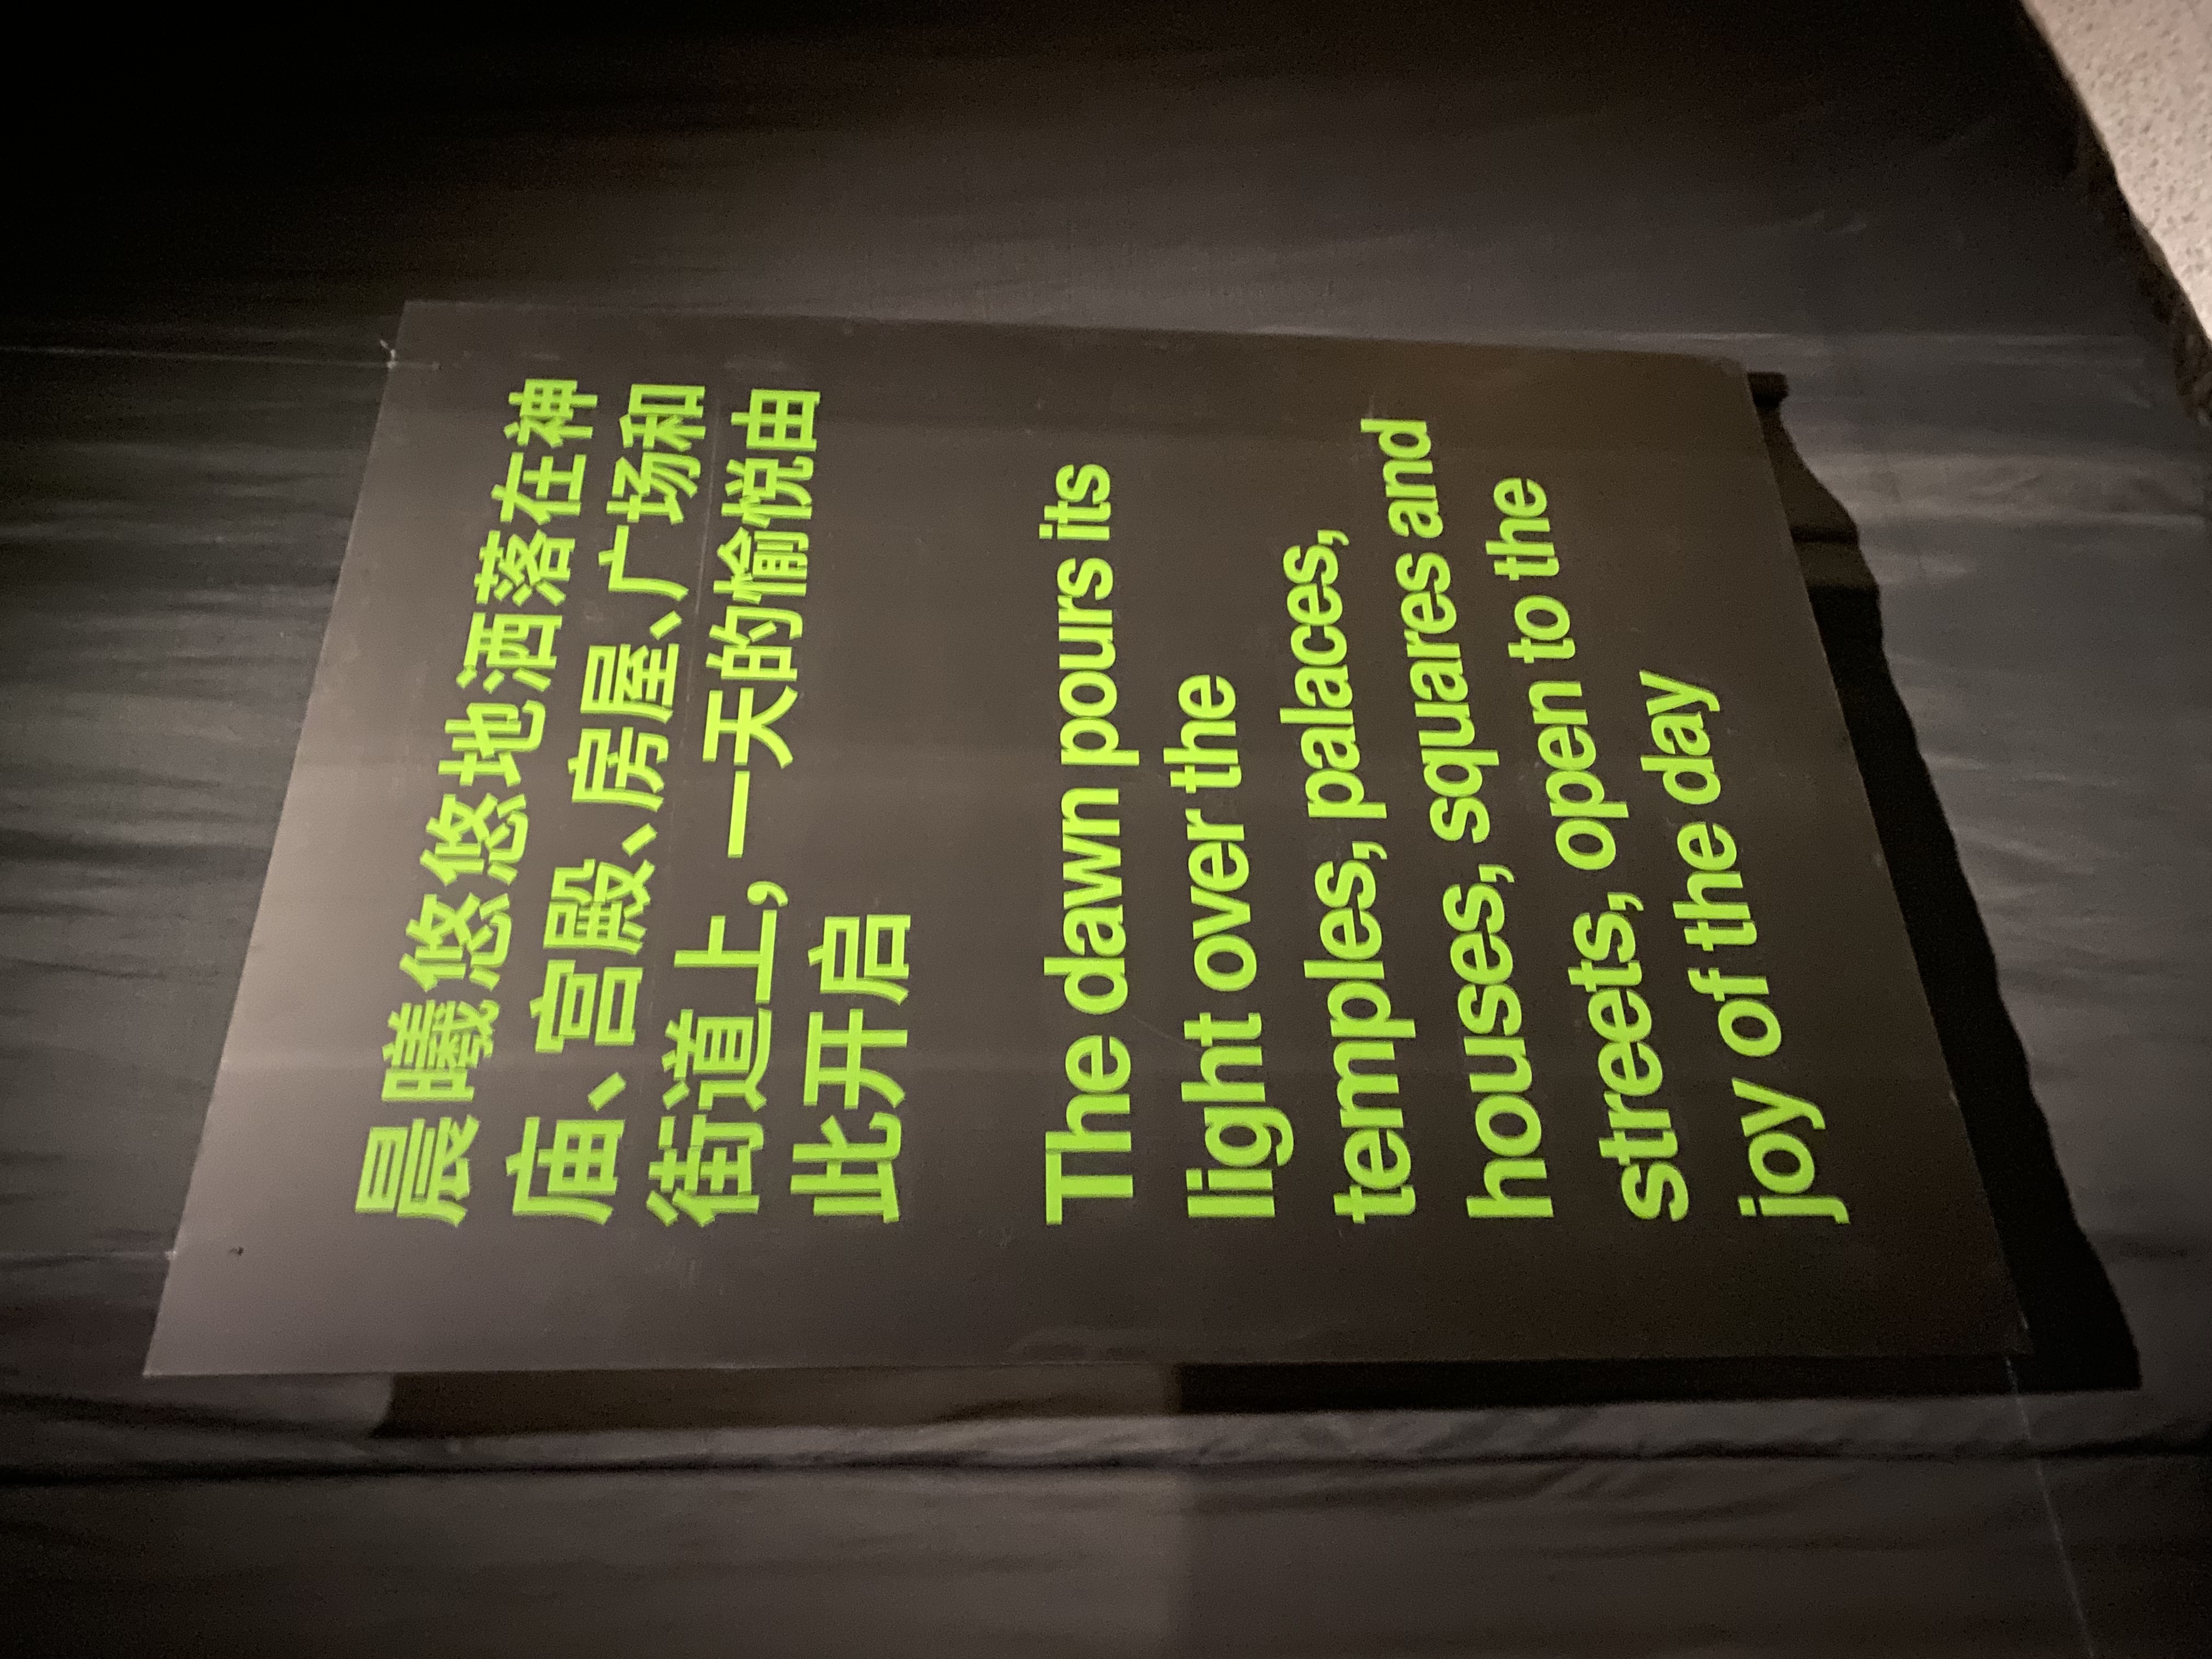 晨曦悠悠地洒落在神
庙、宫殿、房屋、广场和
街道上，一天的愉悦由
此开启
The dawn pours its
light over the
temples, palaces,
houses, squares and
streets, open to the
joy of the day